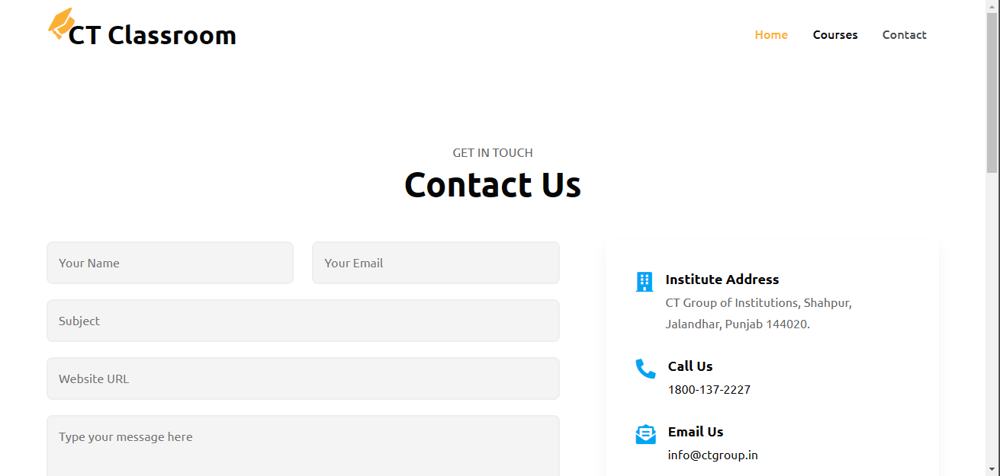 CT Classroom
Home Courses Contact
GET IN TOUCH
Contact Us
Your Name
Your Email
Subject
Website URL
Type your message here
Institute Address
CT Group of Institutions, Shahpur,
Jalandhar, Punjab 144020.
Call Us
1800-137-2227
Email Us
info@ctgroup.in